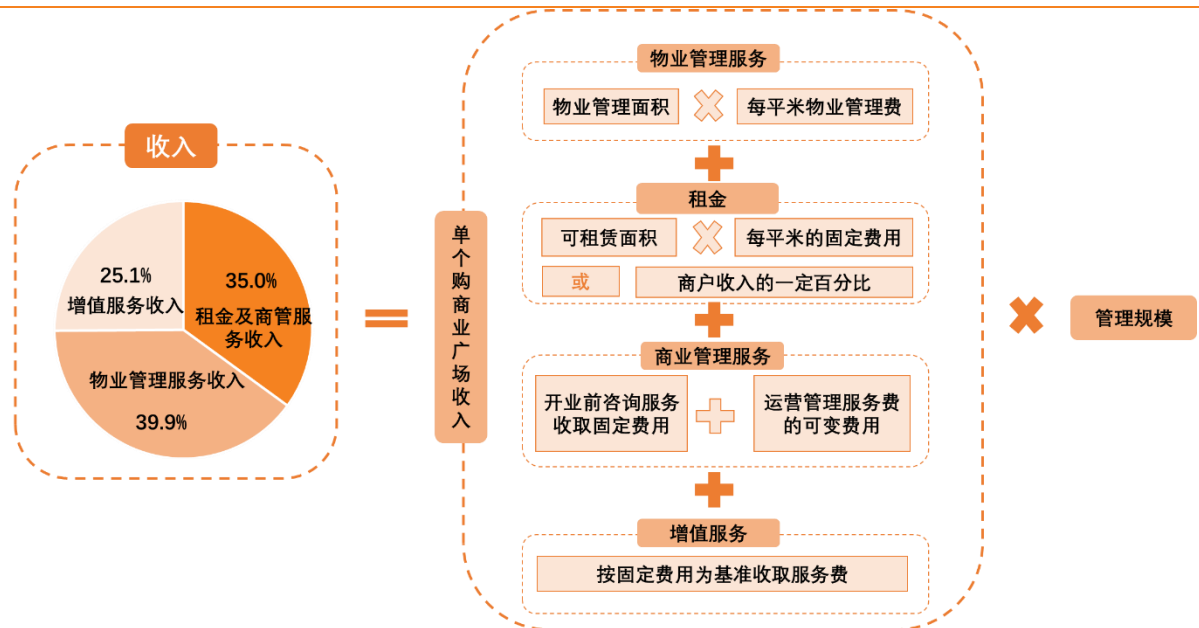 收入
25.1%
增值服务收入
35.0%
租金及商管服
务收入
物业管理服务收入
39.9%
单个购商业广场收入
物业管理服务
物业管理面积
每平米物业管理费
租金
可租赁面积
每平米的固定费用
或
商户收入的一定百分比
商业管理服务
开业前咨询服务
收取固定费用
运营管理服务费
的可变费用
增值服务
按固定费用为基准收取服务费
管理规模